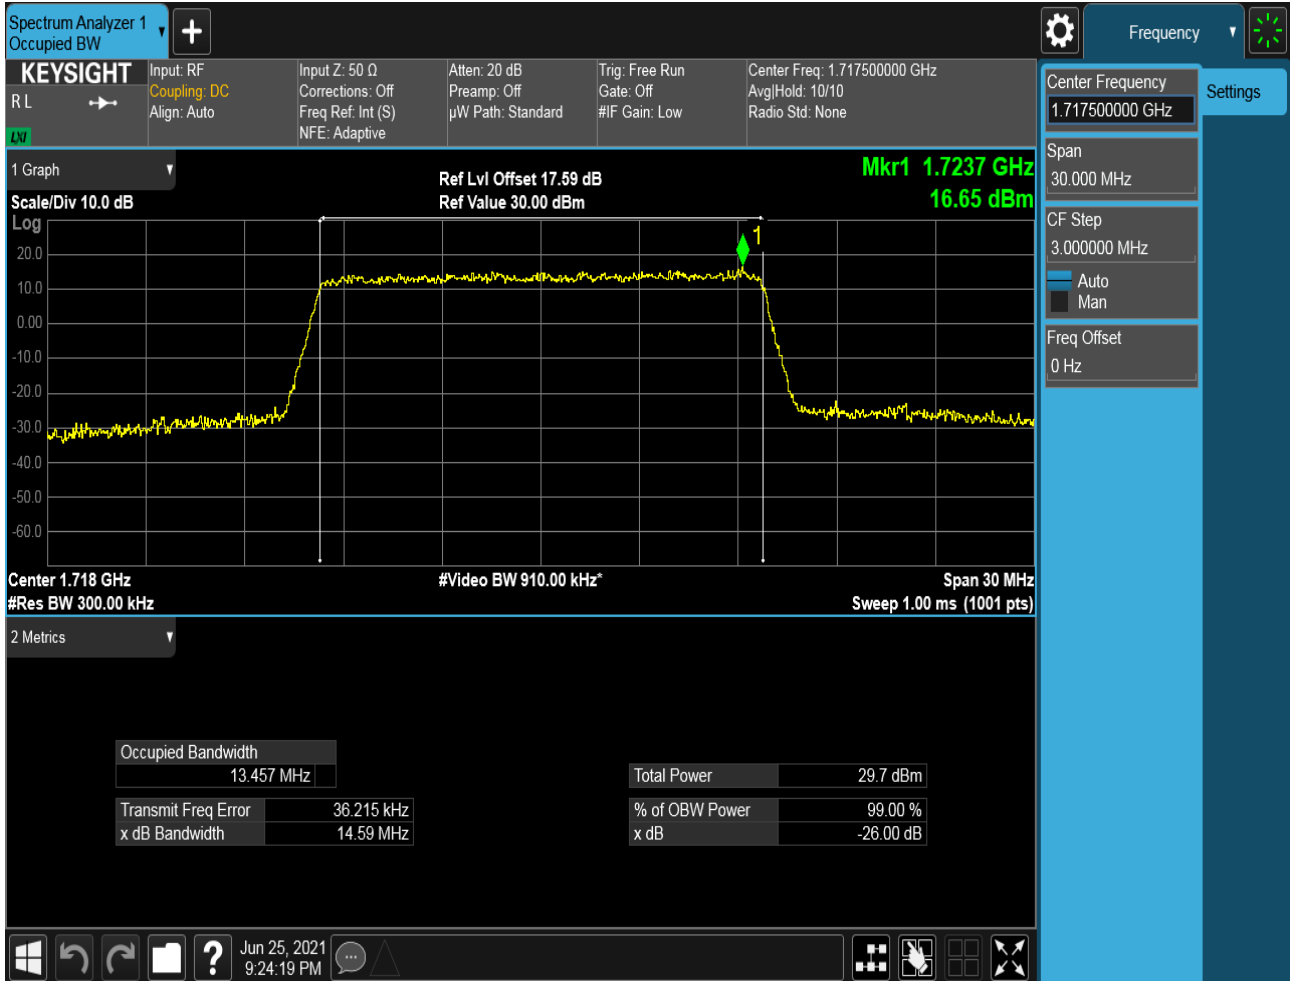 Spectrum Analyzer 1
Occupied BW
Frequency
KEYSIGHT
R L
LXI
Input: RF
Coupling: DC
Align: Auto
Input Z: 50 Ω
Corrections: Off
Freq Ref: Int (S)
NFE: Adaptive
Atten: 20 dB
Preamp: Off
µW Path: Standard
Trig: Free Run
Gate: Off
#IF Gain: Low
Center Freq: 1.717500000 GHz
Avg|Hold: 10/10
Radio Std: None
Center Frequency
1.717500000 GHz
Settings
Span
30.000 MHz
CF Step
3.000000 MHz
Auto
Man
Freq Offset
0 Hz
1 Graph
Scale/Div 10.0 dB
Ref Lvl Offset 17.59 dB
Ref Value 30.00 dBm
Mkr1 1.7237 GHz
16.65 dBm
Log
1
20.0
10.0
0.00
-10.0
-20.0
-30.0
-40.0
-50.0
-60.0
Center 1.718 GHz
#Video BW 910.00 kHz*
Span 30 MHz
#Res BW 300.00 kHz
Sweep 1.00 ms (1001 pts)
2 Metrics
Occupied Bandwidth
13.457 MHz
Total Power 29.7 dBm
Transmit Freq Error 36.215 kHz
% of OBW Power 99.00 %
x dB Bandwidth 14.59 MHz
x dB -26.00 dB
?
Jun 25, 2021
9:24:19 PM